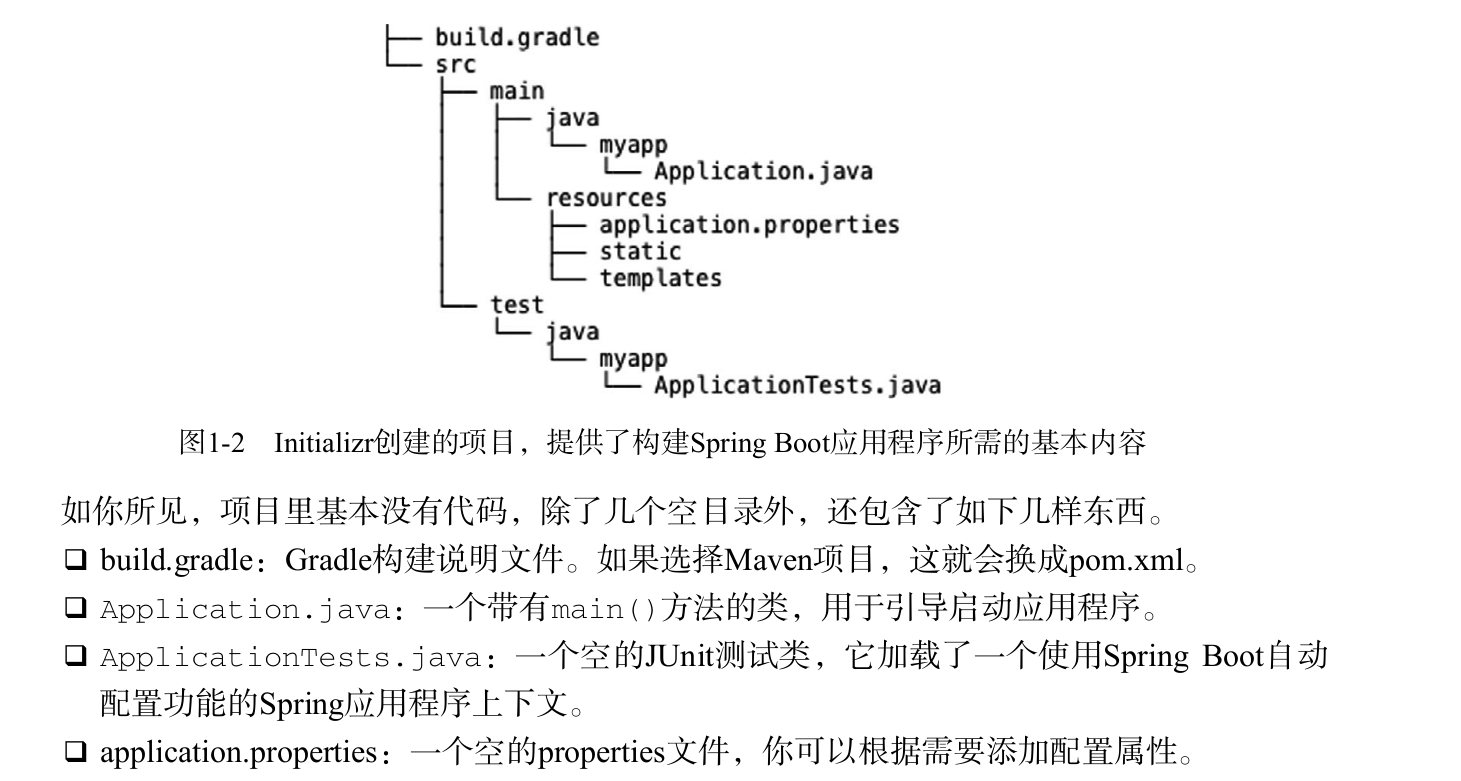 ├── build.gradle
└── src
    ├── main
    │   ├── java
    │   │   └── myapp
    │   │       └── Application.java
    │   └── resources
    │       ├── application.properties
    │       ├── static
    │       └── templates
    └── test
        └── java
            └── myapp
                └── ApplicationTests.java
图1-2 Initializr创建的项目，提供了构建Spring Boot应用程序所需的基本内容
如你所见，项目里基本没有代码，除了几个空目录外，还包含了如下几样东西。
❑ build.gradle：Gradle构建说明文件。如果选择Maven项目，这就会换成pom.xml。
❑ Application.java：一个带有main()方法的类，用于引导启动应用程序。
❑ ApplicationTests.java：一个空的JUnit测试类，它加载了一个使用Spring Boot自动
配置功能的Spring应用程序上下文。
❑ application.properties：一个空的properties文件，你可以根据需要添加配置属性。